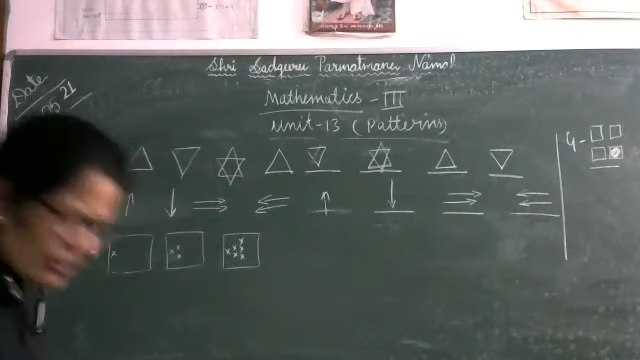 Shri Sadguru Parmatmane Namah
Date
Mathematics - III
21
Unit-13 (Patterns)
4-
x
x x x
x x x x x x